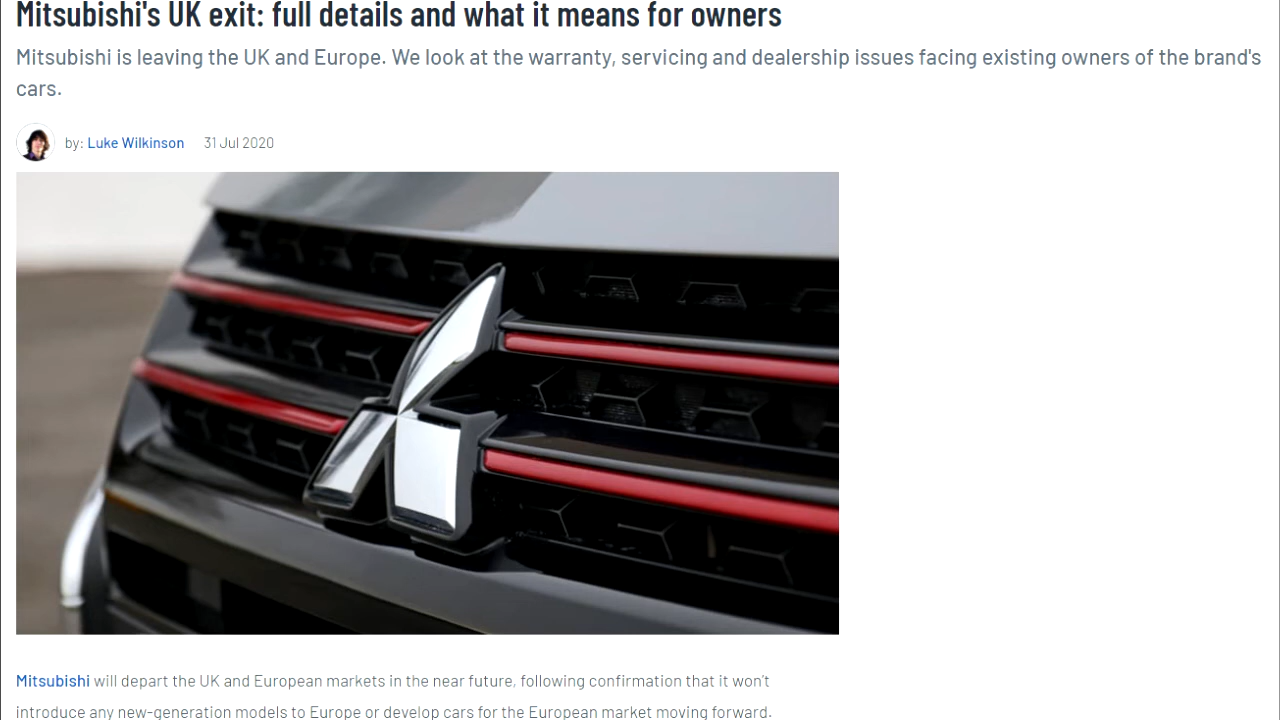 Mitsubishi's UK exit: full details and what it means for owners
Mitsubishi is leaving the UK and Europe. We look at the warranty, servicing and dealership issues facing existing owners of the brand's
cars.
by: Luke Wilkinson 31 Jul 2020
Mitsubishi will depart the UK and European markets in the near future, following confirmation that it won't
introduce any new-generation models to Europe or develop cars for the European market moving forward.